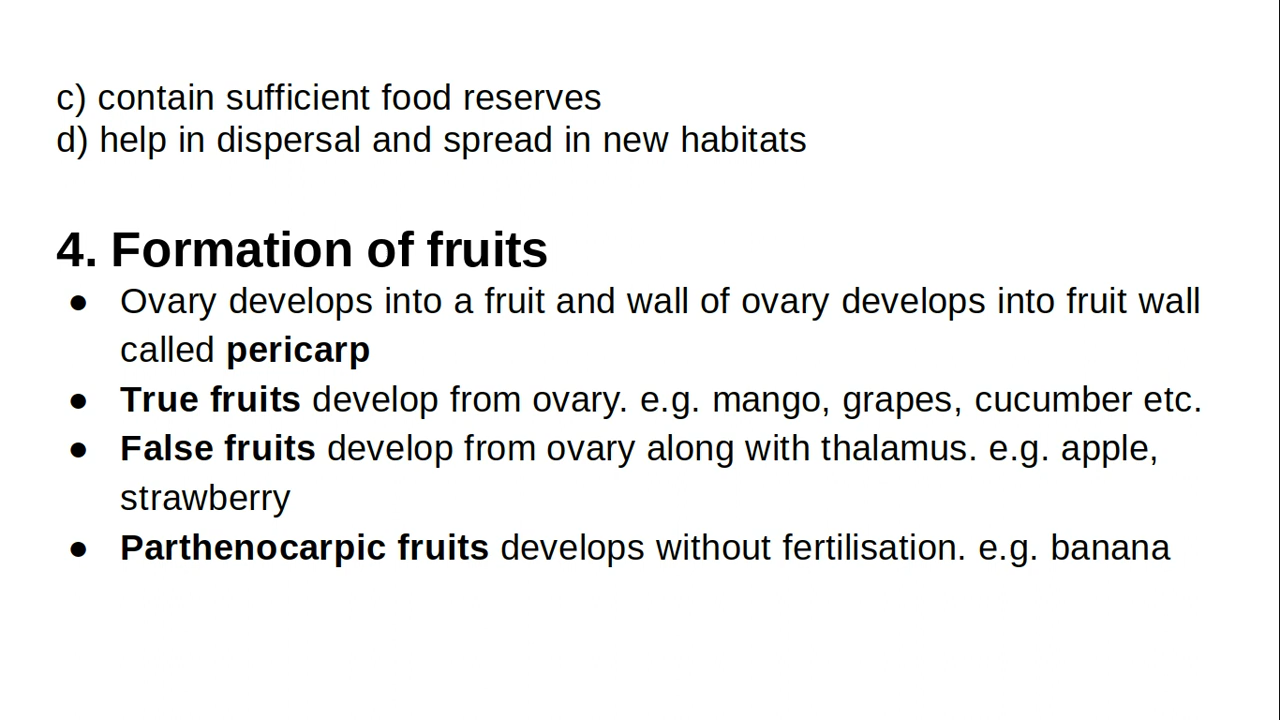 c) contain sufficient food reserves
d) help in dispersal and spread in new habitats
4. Formation of fruits
● Ovary develops into a fruit and wall of ovary develops into fruit wall
called pericarp
● True fruits develop from ovary. e.g. mango, grapes, cucumber etc.
● False fruits develop from ovary along with thalamus. e.g. apple,
strawberry
● Parthenocarpic fruits develops without fertilisation. e.g. banana